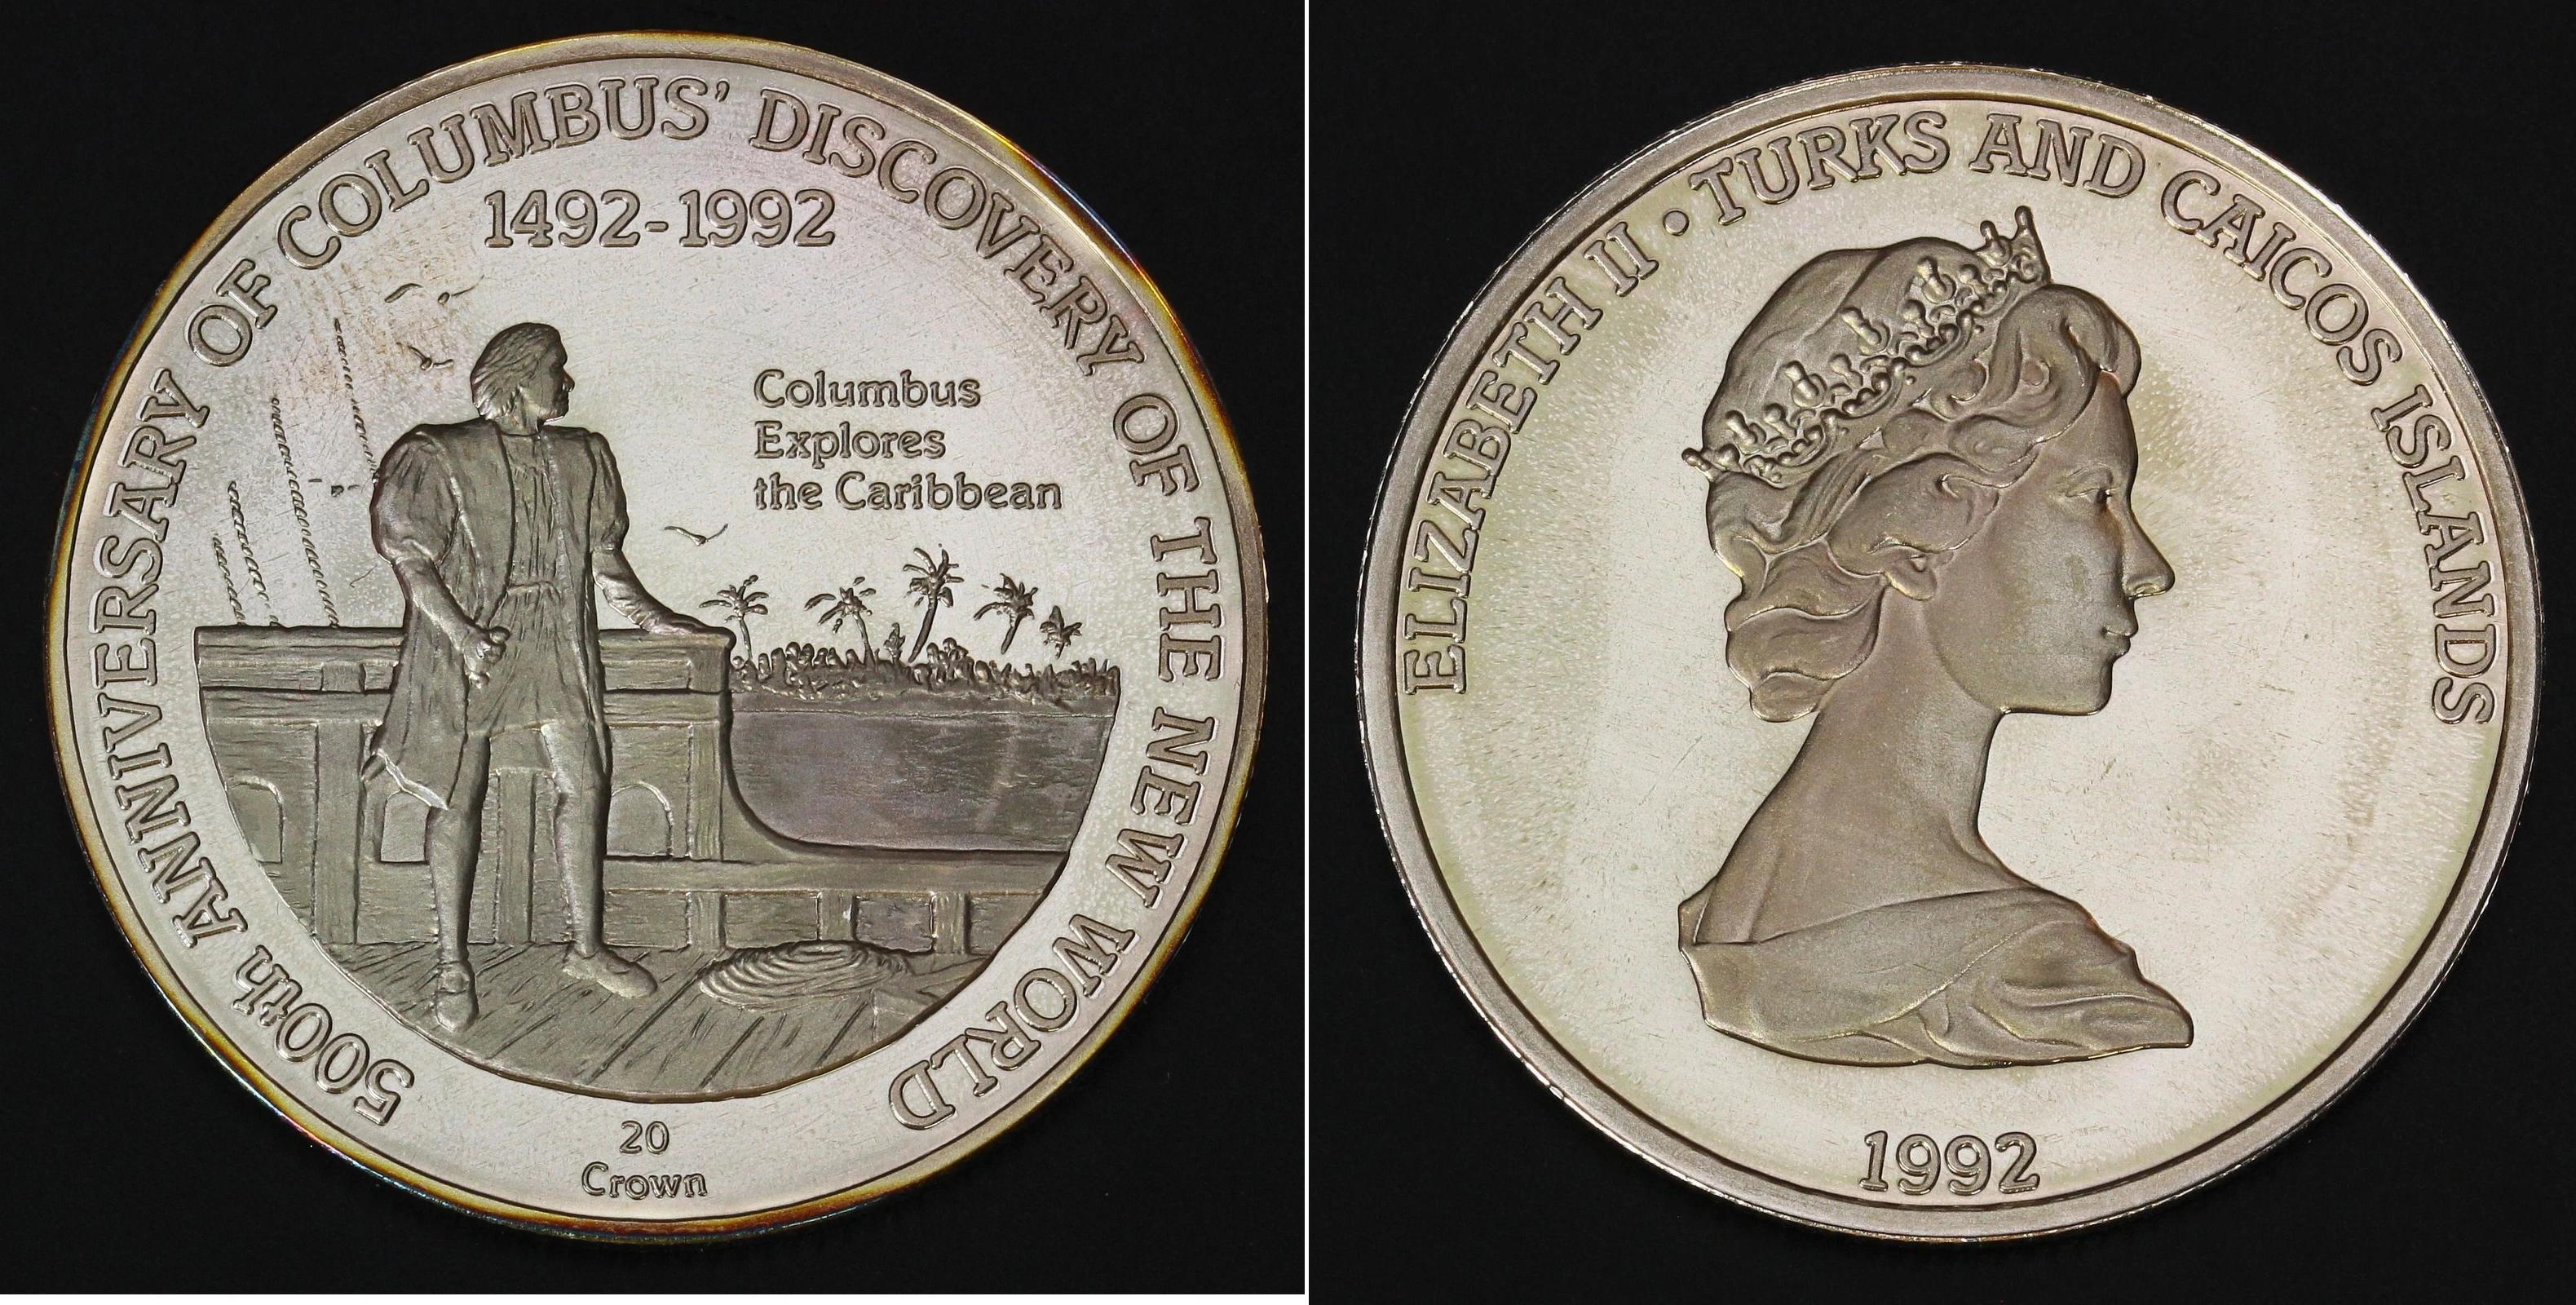 500th ANNIVERSARY OF COLUMBUS' DISCOVERY OF THE NEW WORLD
1492-1992
Columbus
Explores
the Caribbean
20
Crown
ELIZABETH II • TURKS AND CAICOS ISLANDS
1992